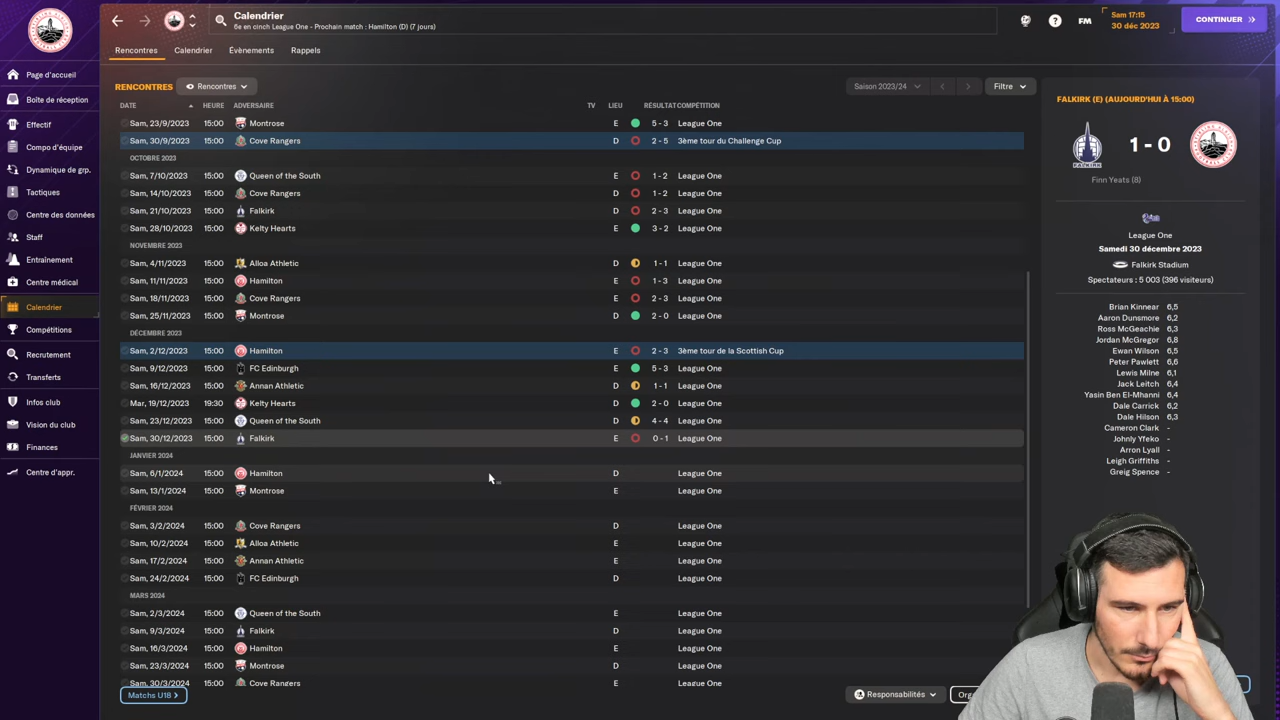 Calendrier
6e en cinch League One - Prochain match : Hamilton (D) (7 jours)
FM
Sam 17:15
30 déc 2023
CONTINUER
Rencontres Calendrier Évènements Rappels
Page d'accueil
Boîte de réception
Effectif
Compo d'équipe
Dynamique de grp.
Tactiques
Centre des données
Staff
Entraînement
Centre médical
Calendrier
Compétitions
Recrutement
Transferts
Infos club
Vision du club
Finances
Centre d'appr.
RENCONTRES Rencontres Saison 2023/24 Filtre
DATE HEURE ADVERSAIRE TV LIEU RÉSULTAT COMPÉTITION
Sam, 23/9/2023 15:00 Montrose E 5 - 3 League One
Sam, 30/9/2023 15:00 Cove Rangers D 2 - 5 3ème tour du Challenge Cup
OCTOBRE 2023
Sam, 7/10/2023 15:00 Queen of the South E 1 - 2 League One
Sam, 14/10/2023 15:00 Cove Rangers D 1 - 2 League One
Sam, 21/10/2023 15:00 Falkirk D 2 - 3 League One
Sam, 28/10/2023 15:00 Kelty Hearts E 3 - 2 League One
NOVEMBRE 2023
Sam, 4/11/2023 15:00 Alloa Athletic D 1 - 1 League One
Sam, 11/11/2023 15:00 Hamilton E 1 - 3 League One
Sam, 18/11/2023 15:00 Cove Rangers D 2 - 3 League One
Sam, 25/11/2023 15:00 Montrose D 2 - 0 League One
DÉCEMBRE 2023
Sam, 2/12/2023 15:00 Hamilton E 2 - 3 3ème tour de la Scottish Cup
Sam, 9/12/2023 15:00 FC Edinburgh E 5 - 3 League One
Sam, 16/12/2023 15:00 Annan Athletic D 1 - 1 League One
Mar, 19/12/2023 19:30 Kelty Hearts D 2 - 0 League One
Sam, 23/12/2023 15:00 Queen of the South D 4 - 4 League One
Sam, 30/12/2023 15:00 Falkirk E 0 - 1 League One
JANVIER 2024
Sam, 6/1/2024 15:00 Hamilton D League One
Sam, 13/1/2024 15:00 Montrose E League One
FÉVRIER 2024
Sam, 3/2/2024 15:00 Cove Rangers D League One
Sam, 10/2/2024 15:00 Alloa Athletic E League One
Sam, 17/2/2024 15:00 Annan Athletic E League One
Sam, 24/2/2024 15:00 FC Edinburgh D League One
MARS 2024
Sam, 2/3/2024 15:00 Queen of the South E League One
Sam, 9/3/2024 15:00 Falkirk E League One
Sam, 16/3/2024 15:00 Hamilton E League One
Sam, 23/3/2024 15:00 Montrose D League One
Sam, 30/3/2024 15:00 Cove Rangers E League One
Matchs U18 Responsabilités
FALKIRK (E) (AUJOURD'HUI À 15:00)
FALKIRK
1 - 0
Finn Yeats (8)
League One
Samedi 30 décembre 2023
Falkirk Stadium
Spectateurs : 5 003 (396 visiteurs)
Brian Kinnear 6,5
Aaron Dunsmore 6,2
Ross McGeachie 6,3
Jordan McGregor 6,8
Ewan Wilson 6,5
Peter Pawlett 6,6
Lewis Milne 6,1
Jack Leitch 6,4
Yasin Ben El-Mhanni 6,4
Dale Carrick 6,2
Dale Hilson 6,3
Cameron Clark -
Johnly Yfeko -
Arron Lyall -
Leigh Griffiths -
Greig Spence -